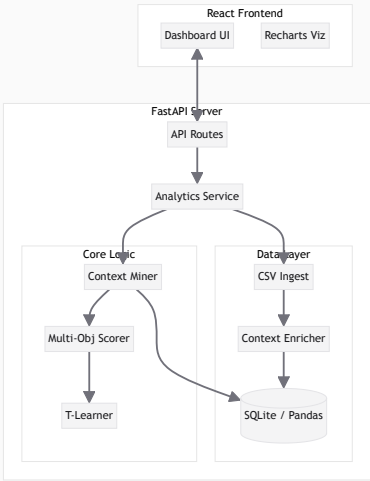 React Frontend
Dashboard UI
Recharts Viz
FastAPI Server
API Routes
Analytics Service
Core Logic
Data Layer
Context Miner
CSV Ingest
Multi-Obj Scorer
Context Enricher
T-Learner
SQLite / Pandas